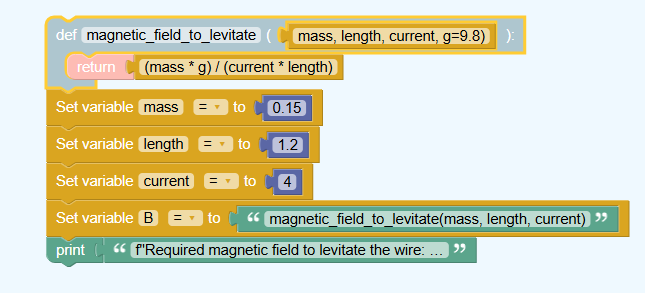 def magnetic_field_to_levitate ( mass, length, current, g=9.8) ):
return (mass * g) / (current * length)
Set variable mass = to 0.15
Set variable length = to 1.2
Set variable current = to 4
Set variable B = to “ magnetic_field_to_levitate(mass, length, current) ”
print “ f"Required magnetic field to levitate the wire: … ”